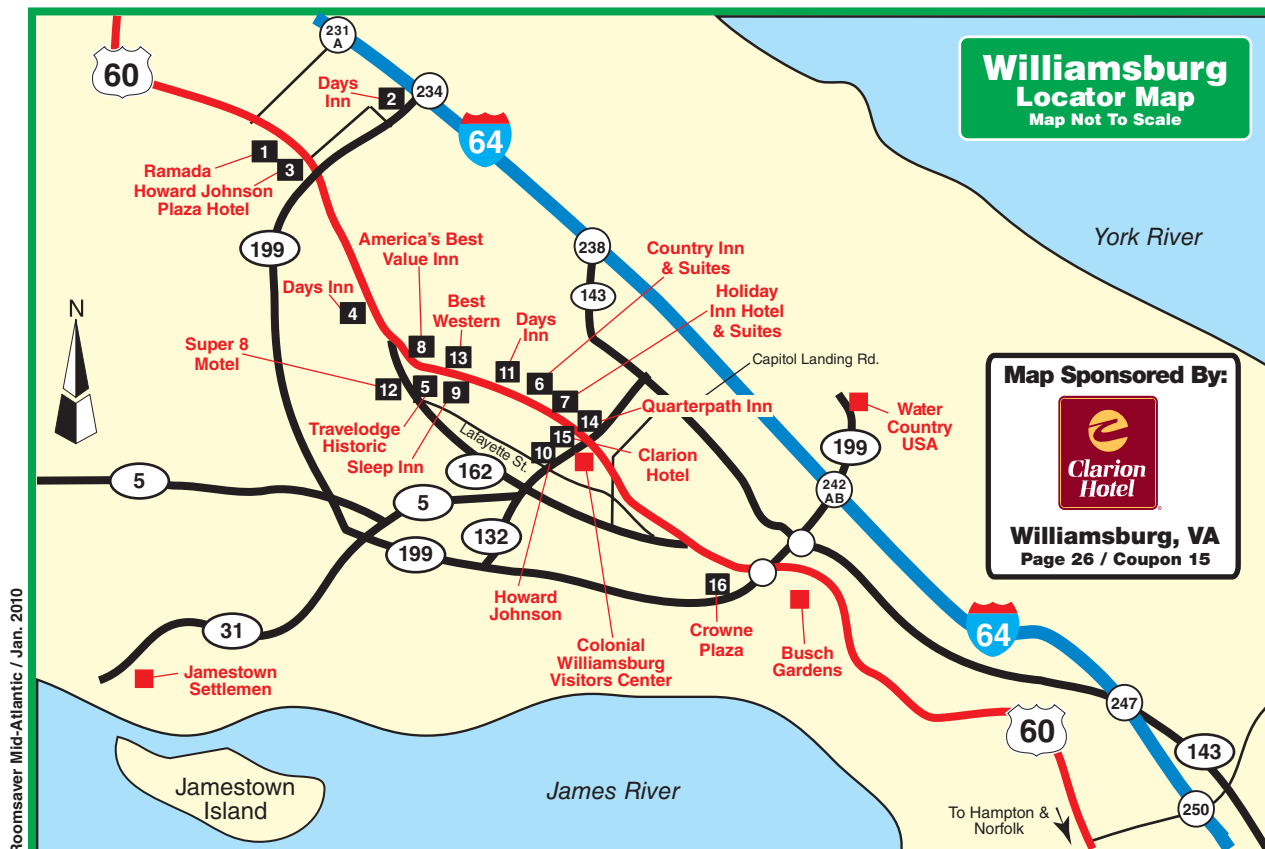 Williamsburg
Locator Map
Map Not To Scale
60
231
A
Days
Inn
2
234
64
1
3
Ramada
Howard Johnson
Plaza Hotel
York River
199
America's Best
Value Inn
238
Country Inn
& Suites
143
Holiday
Inn Hotel
& Suites
N
Days Inn
4
Best
Western
Days
Inn
Super 8
Motel
8
13
11
6
7
Capitol Landing Rd.
12
5
9
14
Quarterpath Inn
Travelodge
Historic
Sleep Inn
Lafayette St.
15
10
Clarion
Hotel
Water
Country
USA
199
Map Sponsored By:
Clarion
Hotel
Williamsburg, VA
Page 26 / Coupon 15
5
162
5
242
AB
132
199
16
Howard
Johnson
Crowne
Plaza
Busch
Gardens
64
31
Colonial
Williamsburg
Visitors Center
Jamestown
Settlemen
247
60
143
Jamestown
Island
James River
To Hampton &
Norfolk
250
Roomsaver Mid-Atlantic / Jan. 2010